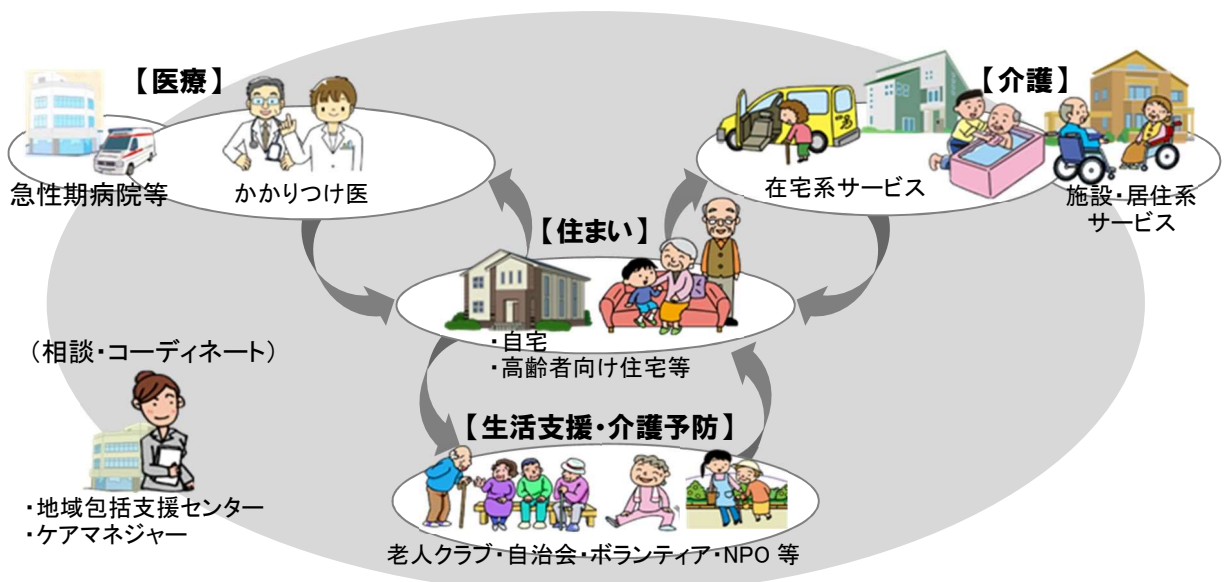 【医療】
急性期病院等
かかりつけ医
【介護】
在宅系サービス
施設・居住系
サービス
【住まい】
・自宅
・高齢者向け住宅等
（相談・コーディネート）
・地域包括支援センター
・ケアマネジャー
【生活支援・介護予防】
老人クラブ・自治会・ボランティア・NPO 等